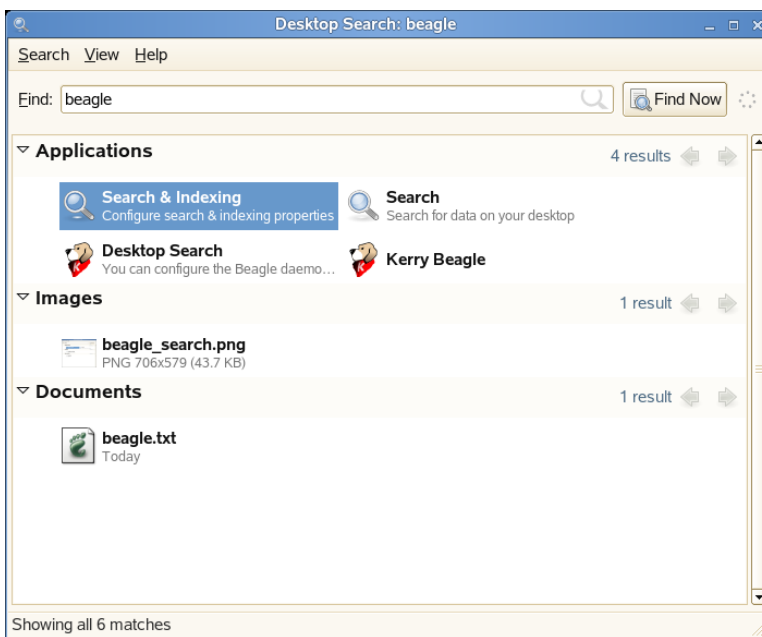 Desktop Search: beagle
Search View Help
Find: beagle Find Now
Applications 4 results
Search & Indexing
Configure search & indexing properties
Search
Search for data on your desktop
Desktop Search
You can configure the Beagle daemo...
Kerry Beagle
Images 1 result
beagle_search.png
PNG 706x579 (43.7 KB)
Documents 1 result
beagle.txt
Today
Showing all 6 matches